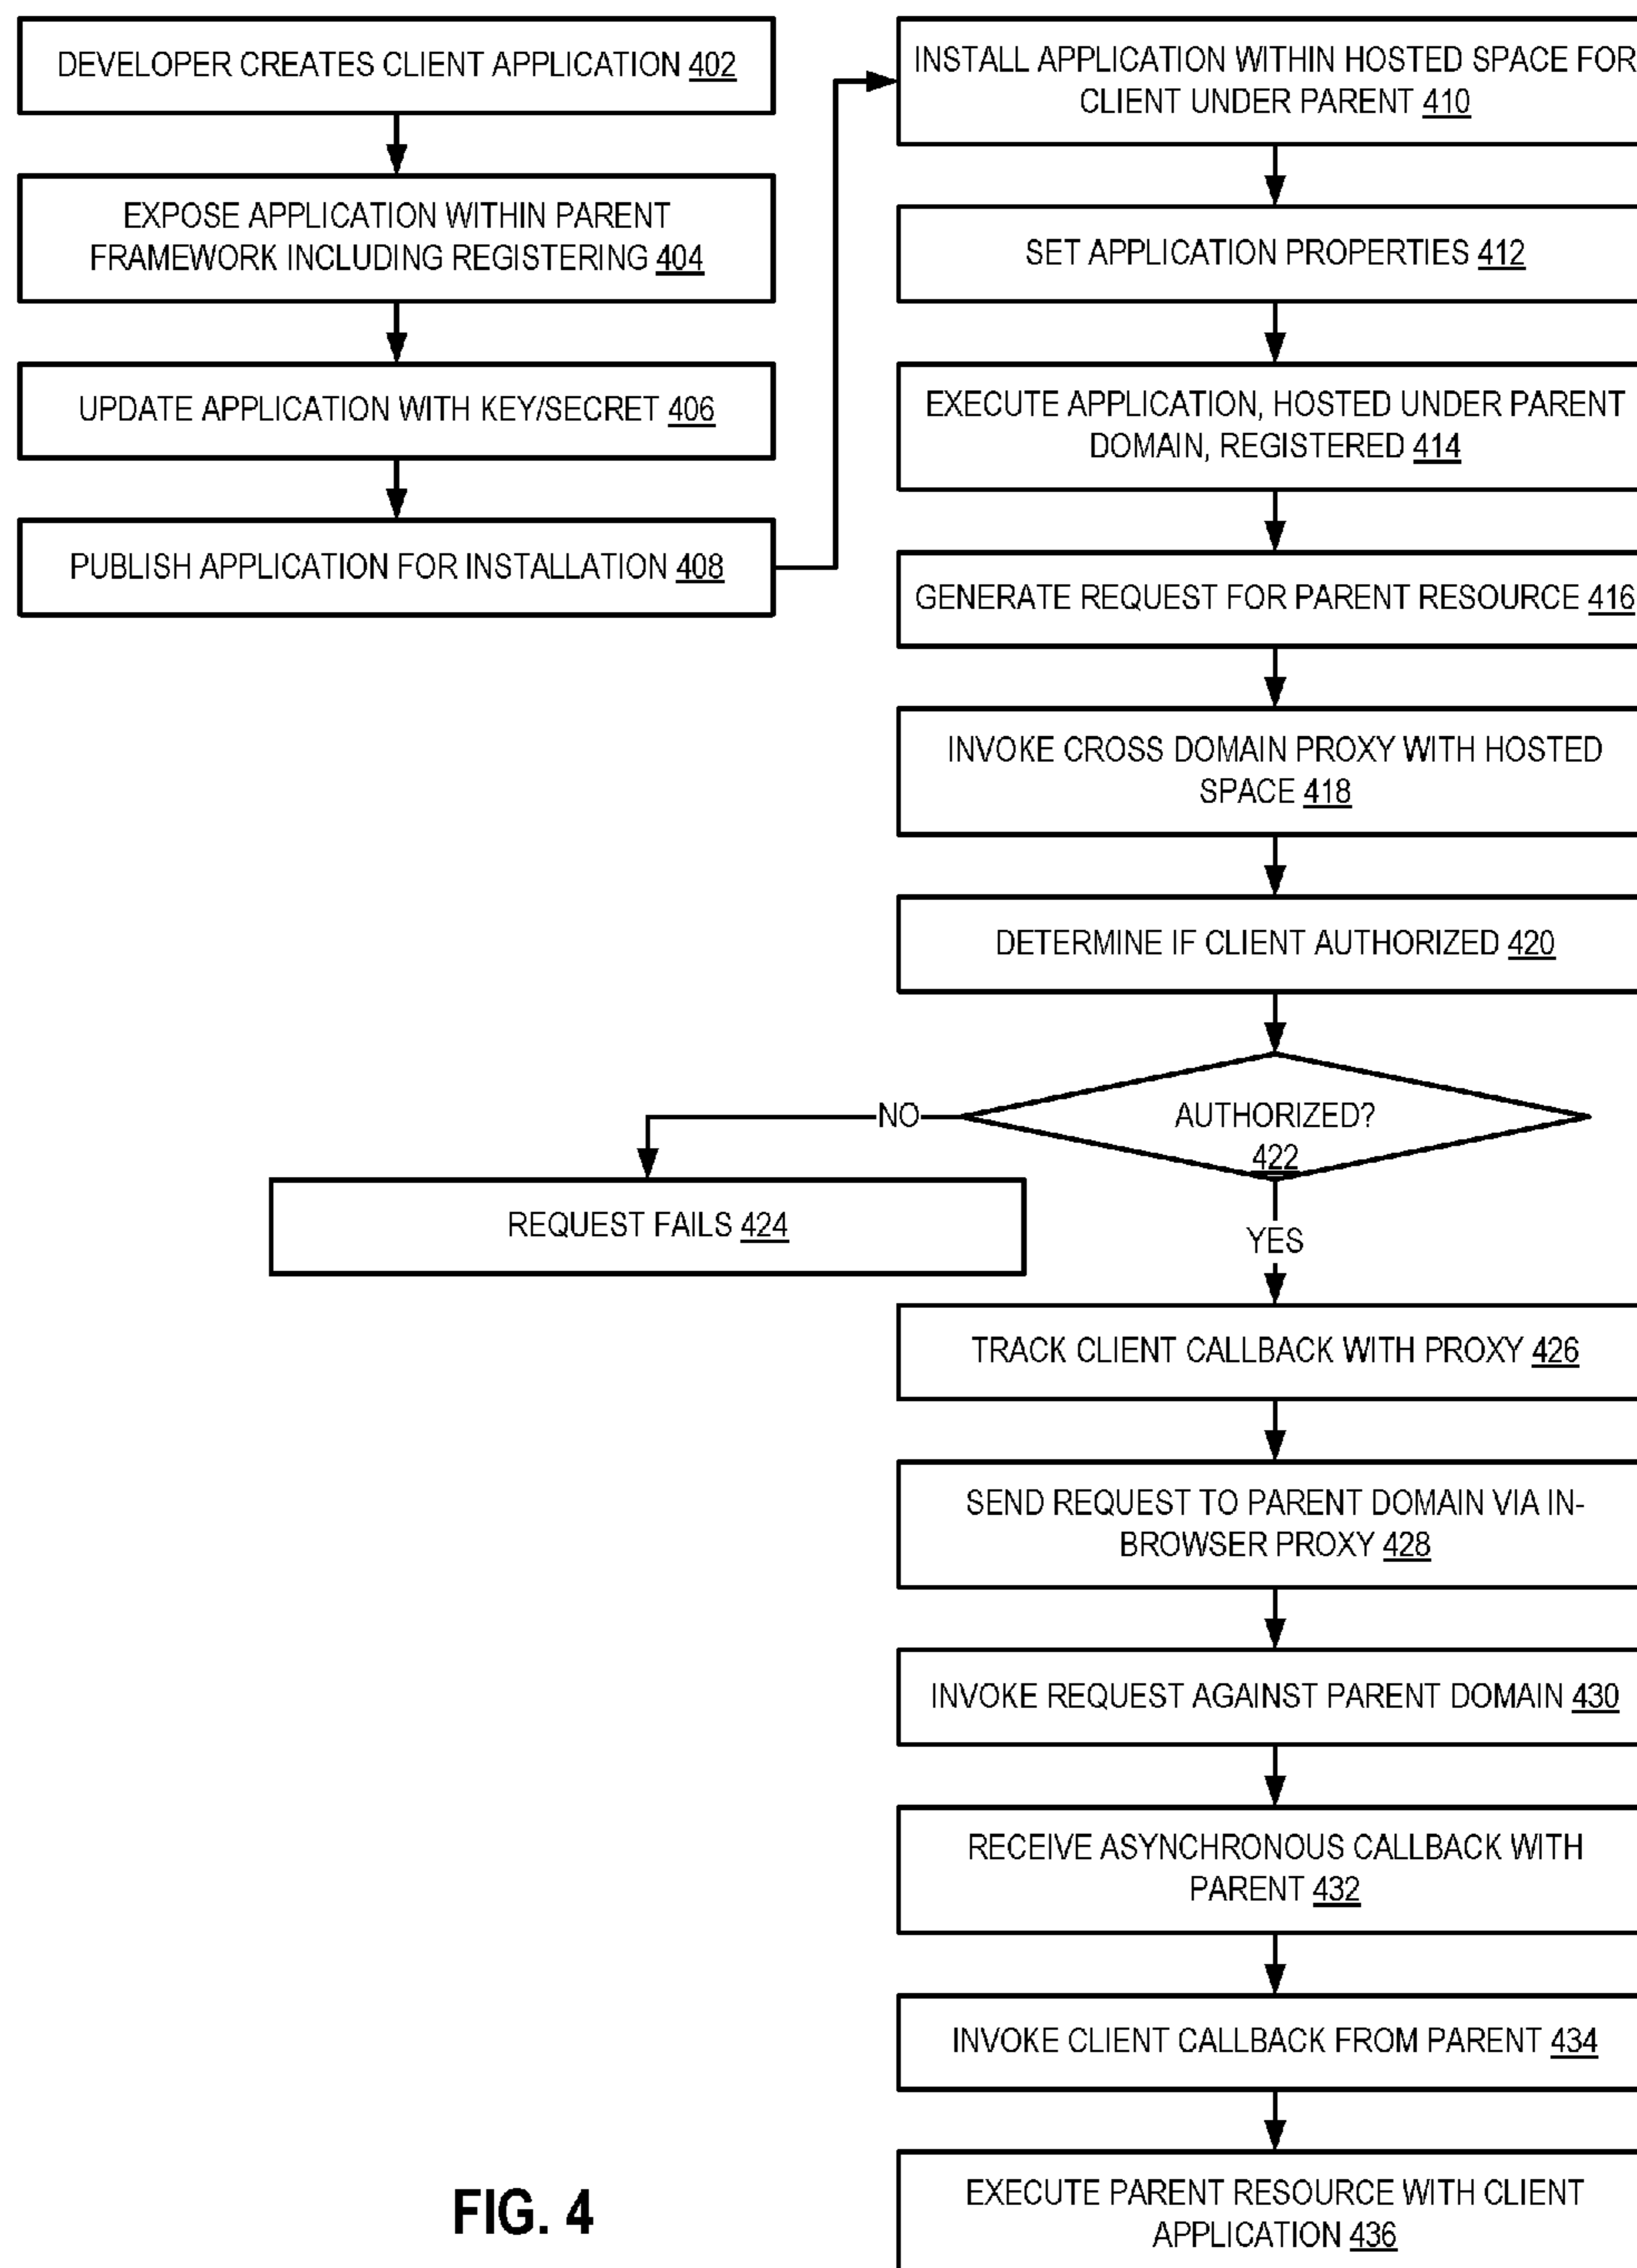 DEVELOPER CREATES CLIENT APPLICATION 402
EXPOSE APPLICATION WITHIN PARENT
FRAMEWORK INCLUDING REGISTERING 404
UPDATE APPLICATION WITH KEY/SECRET 406
PUBLISH APPLICATION FOR INSTALLATION 408
INSTALL APPLICATION WITHIN HOSTED SPACE FOR
CLIENT UNDER PARENT 410
SET APPLICATION PROPERTIES 412
EXECUTE APPLICATION, HOSTED UNDER PARENT
DOMAIN, REGISTERED 414
GENERATE REQUEST FOR PARENT RESOURCE 416
INVOKE CROSS DOMAIN PROXY WITH HOSTED
SPACE 418
DETERMINE IF CLIENT AUTHORIZED 420
AUTHORIZED?
422
NO
REQUEST FAILS 424
YES
TRACK CLIENT CALLBACK WITH PROXY 426
SEND REQUEST TO PARENT DOMAIN VIA IN-
BROWSER PROXY 428
INVOKE REQUEST AGAINST PARENT DOMAIN 430
RECEIVE ASYNCHRONOUS CALLBACK WITH
PARENT 432
INVOKE CLIENT CALLBACK FROM PARENT 434
EXECUTE PARENT RESOURCE WITH CLIENT
APPLICATION 436
FIG. 4